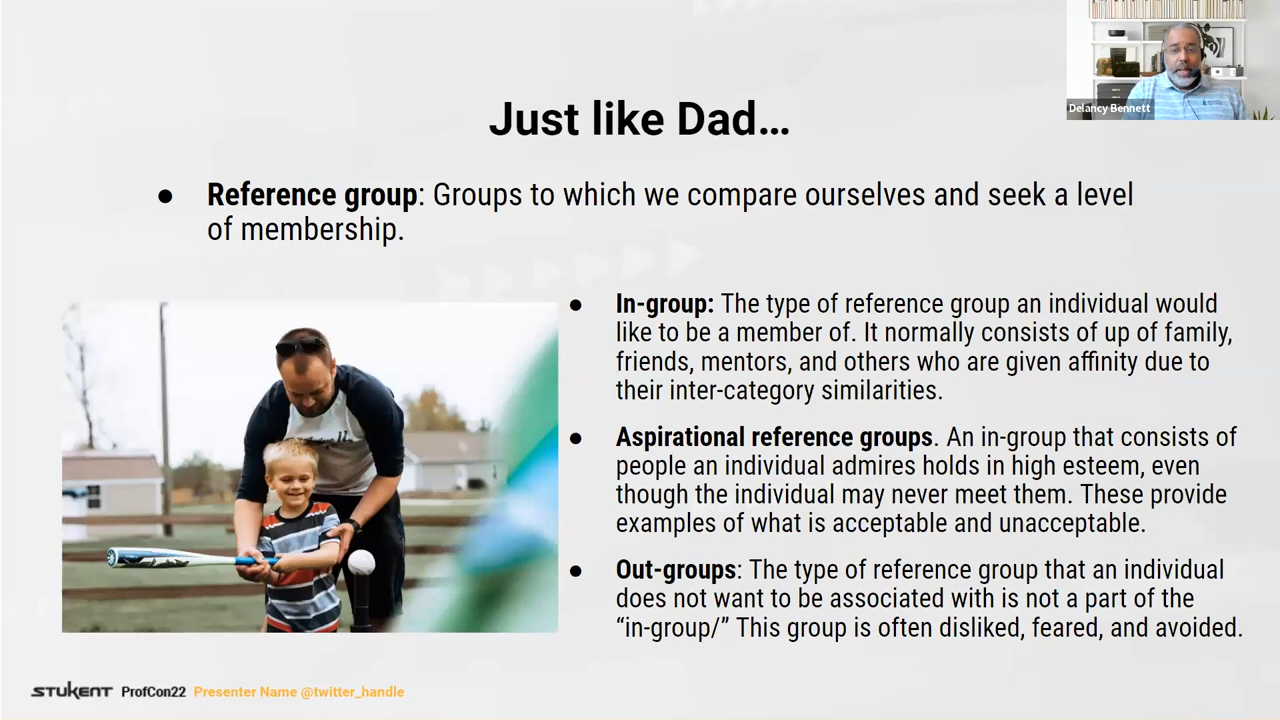 Delancy Bennett
Just like Dad...
● Reference group: Groups to which we compare ourselves and seek a level
of membership.
● In-group: The type of reference group an individual would
like to be a member of. It normally consists of up of family,
friends, mentors, and others who are given affinity due to
their inter-category similarities.
● Aspirational reference groups. An in-group that consists of
people an individual admires holds in high esteem, even
though the individual may never meet them. These provide
examples of what is acceptable and unacceptable.
● Out-groups: The type of reference group that an individual
does not want to be associated with is not a part of the
“in-group/” This group is often disliked, feared, and avoided.
STUKENT ProfCon22 Presenter Name @twitter_handle